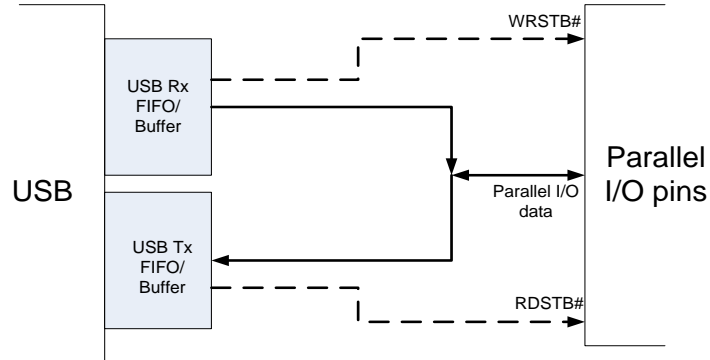 WRSTB#
USB Rx
FIFO/
Buffer
USB
Parallel
I/O pins
Parallel I/O
data
USB Tx
FIFO/
Buffer
RDSTB#